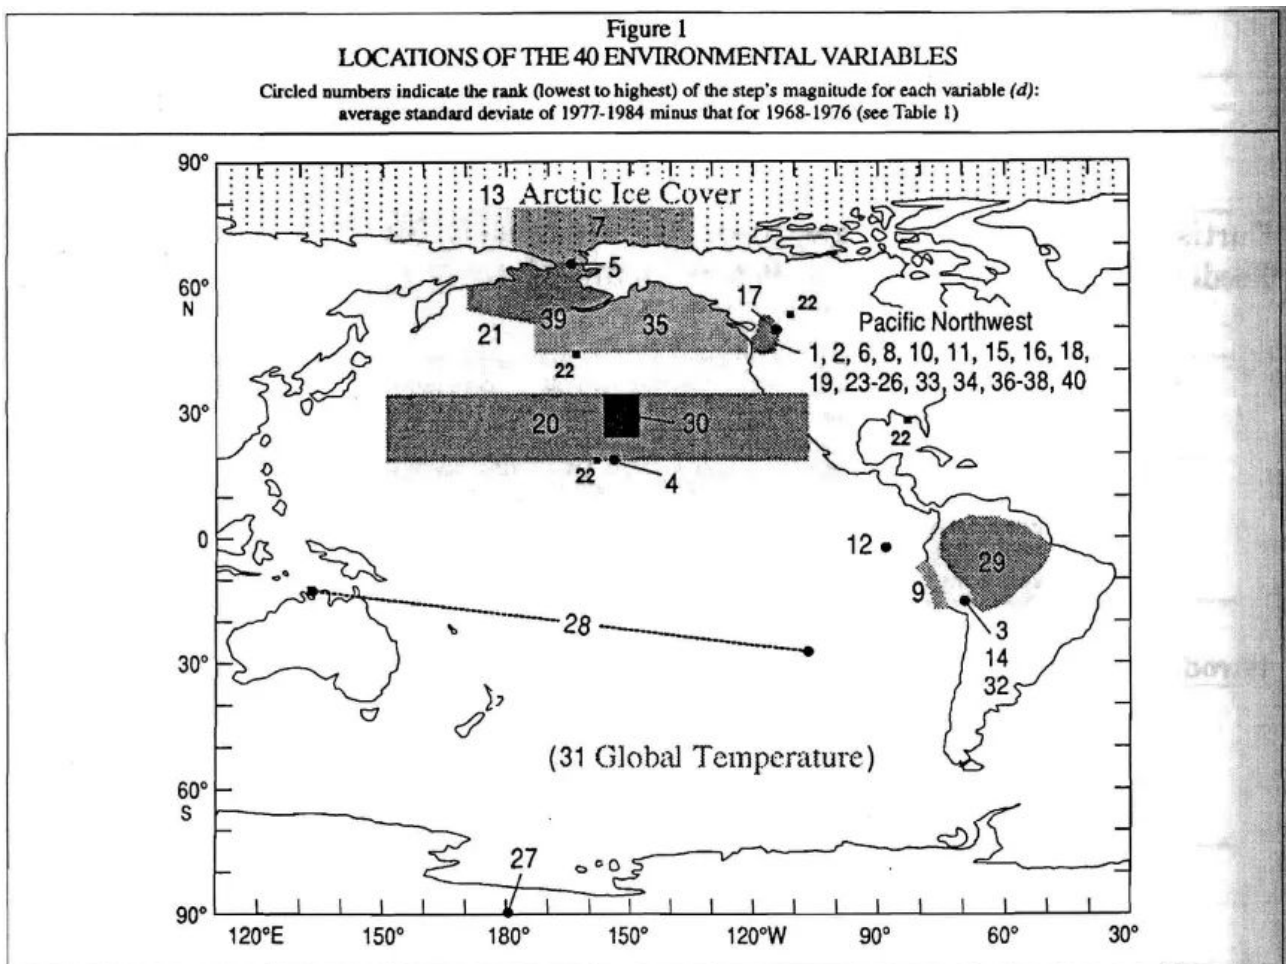 Figure 1
LOCATIONS OF THE 40 ENVIRONMENTAL VARIABLES
Circled numbers indicate the rank (lowest to highest) of the step's magnitude for each variable (d):
average standard deviate of 1977-1984 minus that for 1968-1976 (see Table 1)
90°
13 Arctic Ice Cover
7
5
60°
N
17
22
39
35
21
Pacific Northwest
22
1, 2, 6, 8, 10, 11, 15, 16, 18,
19, 23-26, 33, 34, 36-38, 40
30°
20
30
22
22
4
0
12
29
9
28
3
14
32
30°
(31 Global Temperature)
60°
S
27
90°
120°E
150°
180°
150°
120°W
90°
60°
30°